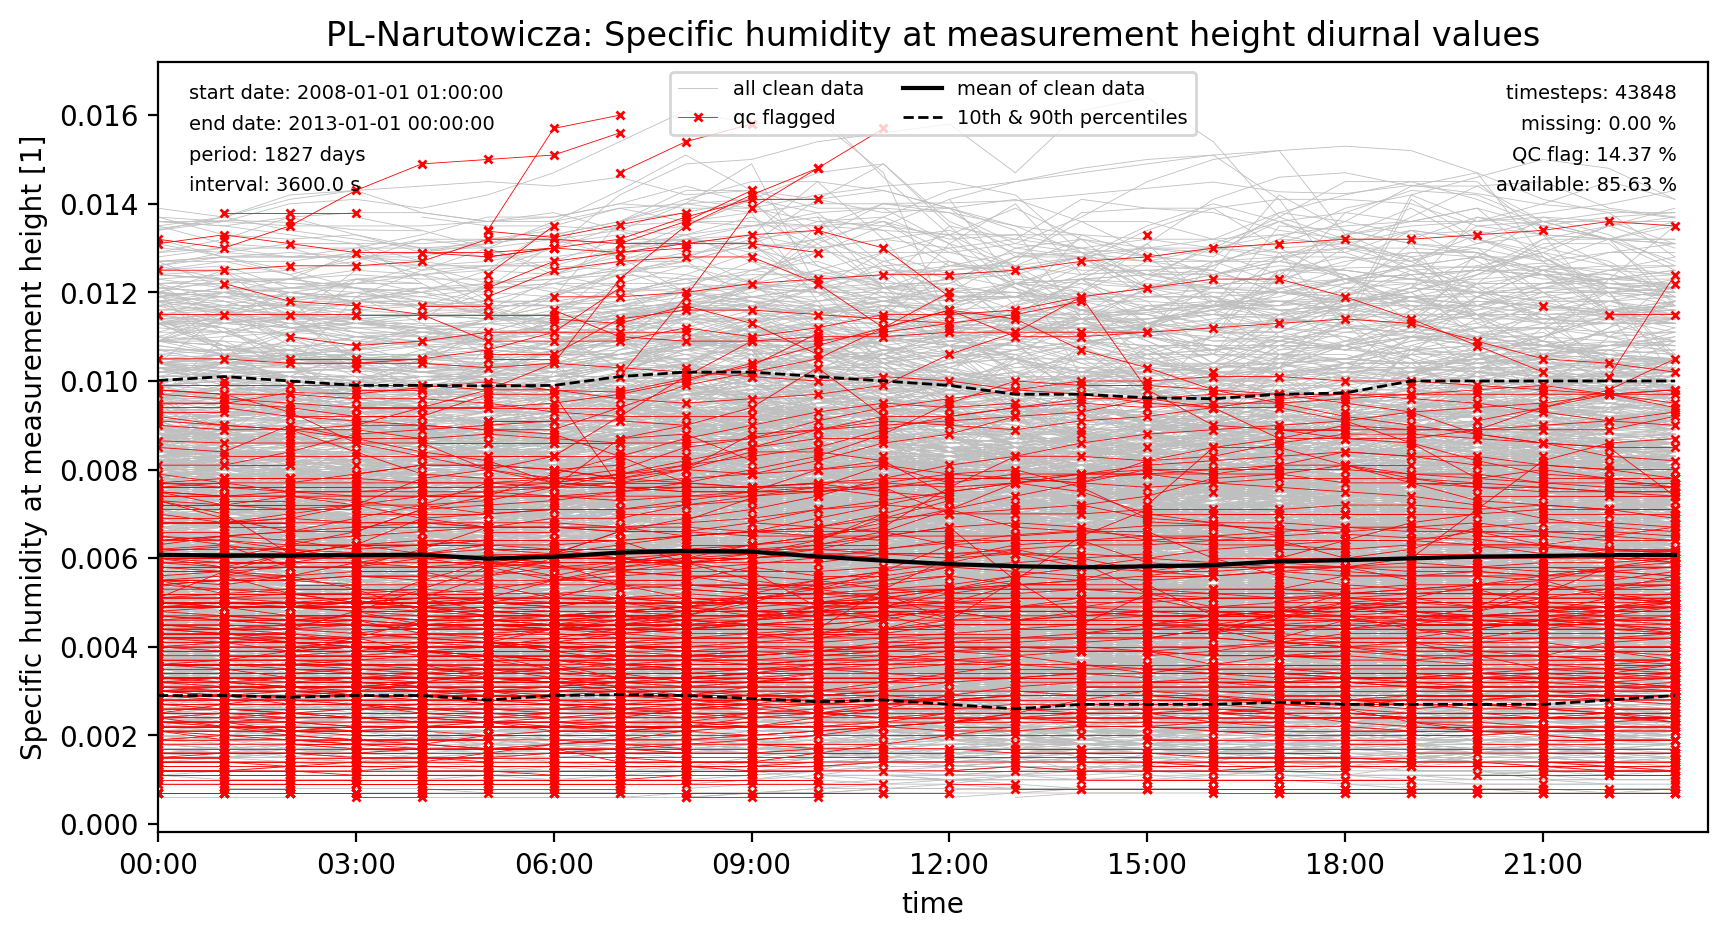 PL-Narutowicza: Specific humidity at measurement height diurnal values
start date: 2008-01-01 01:00:00
end date: 2013-01-01 00:00:00
period: 1827 days
interval: 3600.0 s
all clean data
qc flagged
mean of clean data
10th & 90th percentiles
timesteps: 43848
missing: 0.00 %
QC flag: 14.37 %
available: 85.63 %
Specific humidity at measurement height [1]
0.016
0.014
0.012
0.010
0.008
0.006
0.004
0.002
0.000
00:00 03:00 06:00 09:00 12:00 15:00 18:00 21:00
time